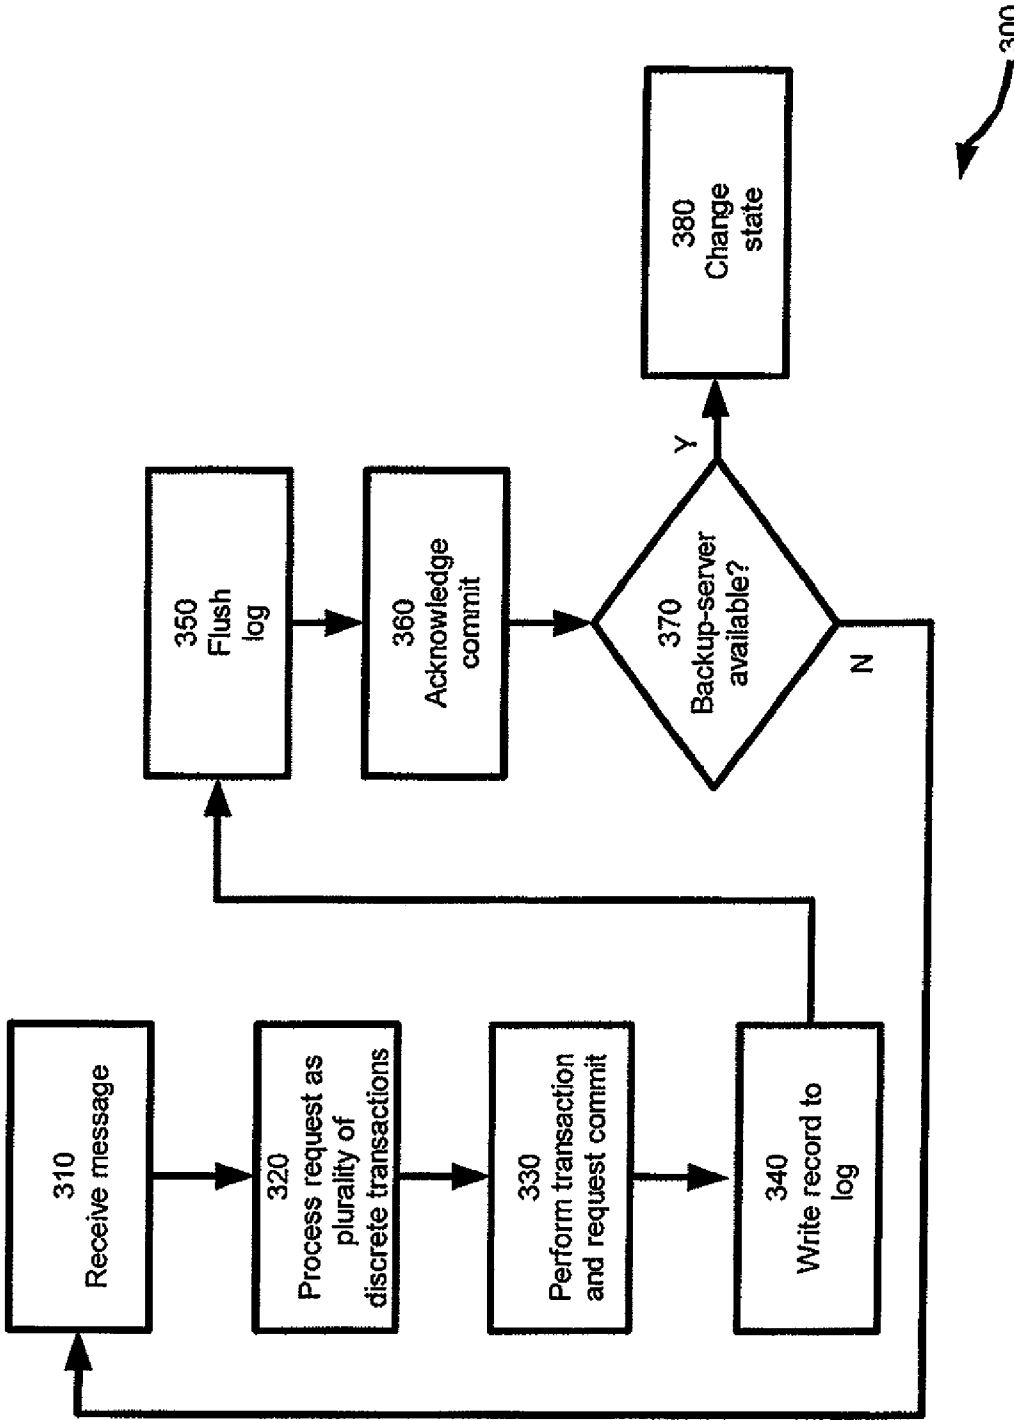 310
Receive message
320
Process request as
plurality of
discrete transactions
330
Perform transaction
and request commit
340
Write record to
log
350
Flush
log
360
Acknowledge
commit
370
Backup-server
available?
Y
N
380
Change
state
300